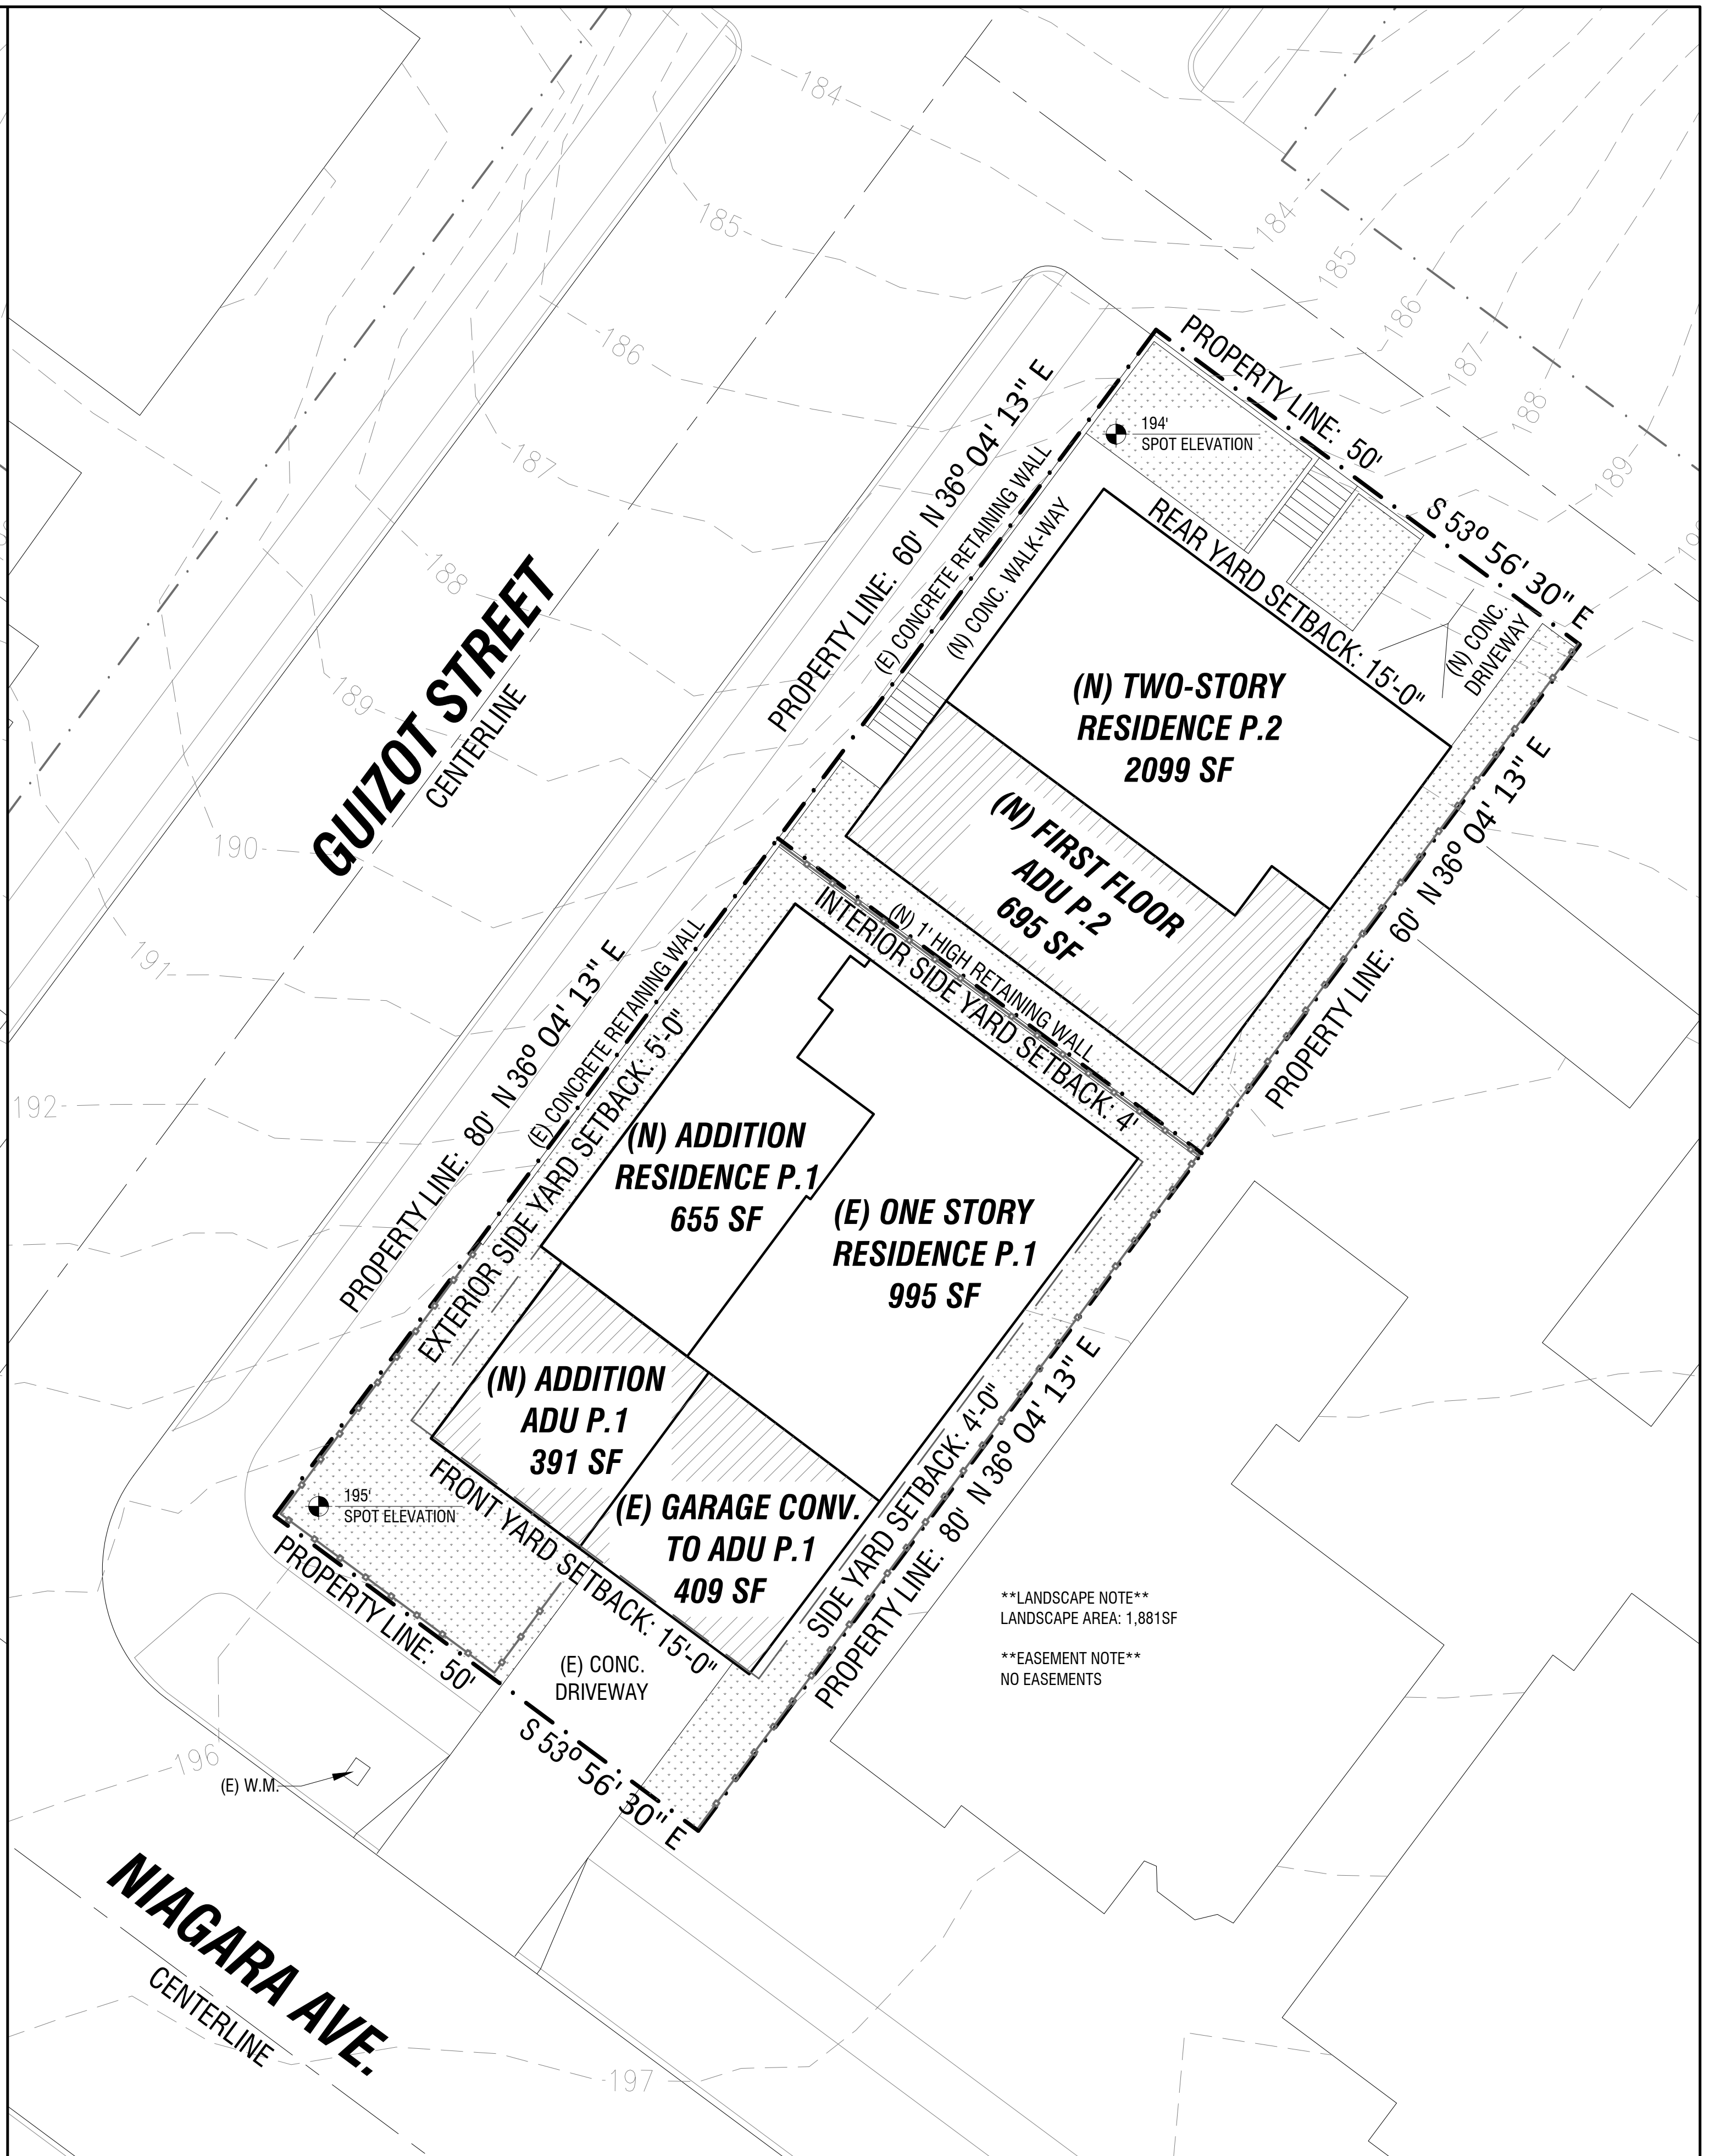 184
185
184
185
186
186
187
188
189
187
188
189
190
191
192
196
197
GUIZOT STREET
CENTERLINE
PROPERTY LINE: 50'
S 53° 56' 30" E
194'
SPOT ELEVATION
PROPERTY LINE: 60' N 36° 04' 13" E
(E) CONCRETE RETAINING WALL
(N) CONC. WALK-WAY
REAR YARD SETBACK: 15'-0"
(N) CONC.
DRIVEWAY
(N) TWO-STORY
RESIDENCE P.2
2099 SF
(N) FIRST FLOOR
ADU P.2
695 SF
PROPERTY LINE: 60' N 36° 04' 13" E
(N) 1' HIGH RETAINING WALL
INTERIOR SIDE YARD SETBACK: 4'
PROPERTY LINE: 80' N 36° 04' 13" E
(E) CONCRETE RETAINING WALL
EXTERIOR SIDE YARD SETBACK: 5'-0"
(N) ADDITION
RESIDENCE P.1
655 SF
(E) ONE STORY
RESIDENCE P.1
995 SF
(N) ADDITION
ADU P.1
391 SF
(E) GARAGE CONV.
TO ADU P.1
409 SF
FRONT YARD SETBACK: 15'-0"
SIDE YARD SETBACK: 4'-0"
PROPERTY LINE: 80' N 36° 04' 13" E
195'
SPOT ELEVATION
PROPERTY LINE: 50'
S 53° 56' 30" E
(E) CONC.
DRIVEWAY
(E) W.M.
**LANDSCAPE NOTE**
LANDSCAPE AREA: 1,881SF
**EASEMENT NOTE**
NO EASEMENTS
NIAGARA AVE.
CENTERLINE